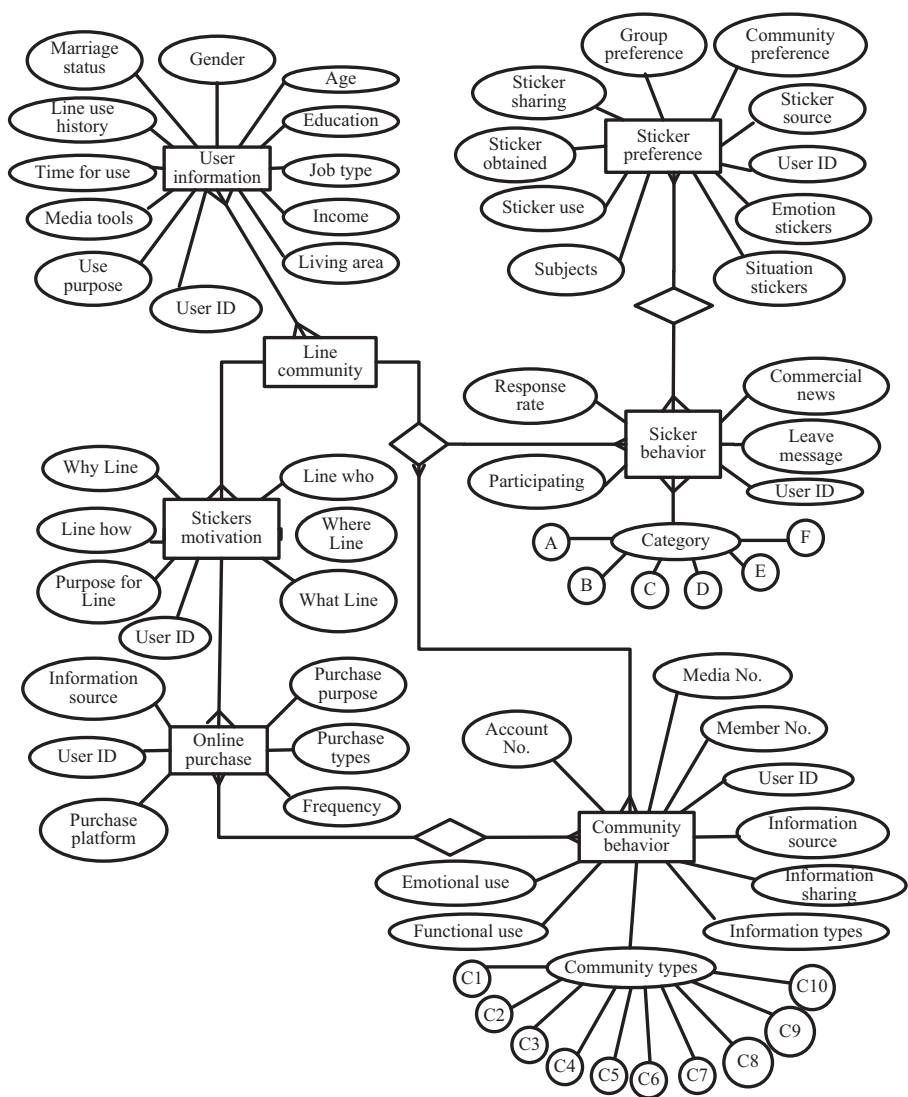 Marriage
status
Gender
Age
Line use
history
Education
User
information
Time for use
Job type
Media tools
Income
Use
purpose
Living area
User ID
Group
preference
Community
preference
Sticker
sharing
Sticker
source
Sticker
preference
Sticker
obtained
User ID
Sticker use
Emotion
stickers
Subjects
Situation
stickers
Line
community
Response
rate
Commercial
news
Sicker
behavior
Leave
message
Participating
User ID
Category
A
B
C
D
E
F
Why Line
Line who
Stickers
motivation
Line how
Where
Line
Purpose for
Line
What Line
User ID
Information
source
Purchase
purpose
User ID
Online
purchase
Purchase
types
Purchase
platform
Frequency
Media No.
Account
No.
Member No.
User ID
Community
behavior
Information
source
Emotional use
Information
sharing
Functional use
Information types
Community types
C1
C2
C3
C4
C5
C6
C7
C8
C9
C10